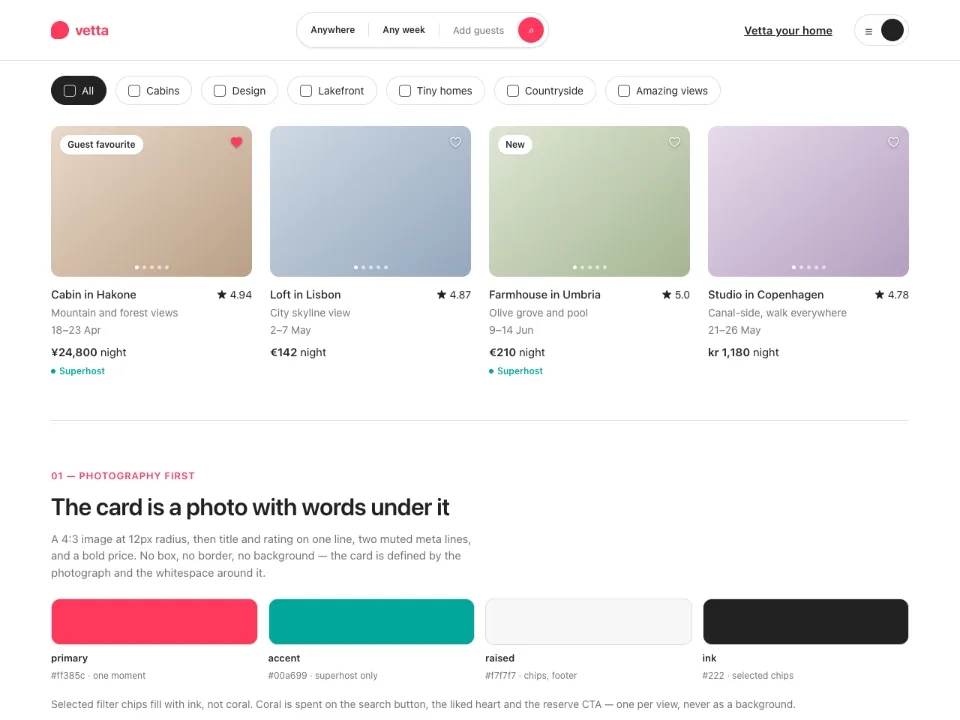 vetta
Anywhere
Any week
Add guests
Vetta your home
All
Cabins
Design
Lakefront
Tiny homes
Countryside
Amazing views
Guest favourite
New
Cabin in Hakone ★ 4.94
Mountain and forest views
18–23 Apr
¥24,800 night
Superhost
Loft in Lisbon ★ 4.87
City skyline view
2–7 May
€142 night
Farmhouse in Umbria ★ 5.0
Olive grove and pool
9–14 Jun
€210 night
Superhost
Studio in Copenhagen ★ 4.78
Canal-side, walk everywhere
21–26 May
kr 1,180 night
01 — PHOTOGRAPHY FIRST
The card is a photo with words under it
A 4:3 image at 12px radius, then title and rating on one line, two muted meta lines,
and a bold price. No box, no border, no background — the card is defined by the
photograph and the whitespace around it.
primary
#ff385c · one moment
accent
#00a699 · superhost only
raised
#f7f7f7 · chips, footer
ink
#222 · selected chips
Selected filter chips fill with ink, not coral. Coral is spent on the search button, the liked heart and the reserve CTA — one per view, never as a background.